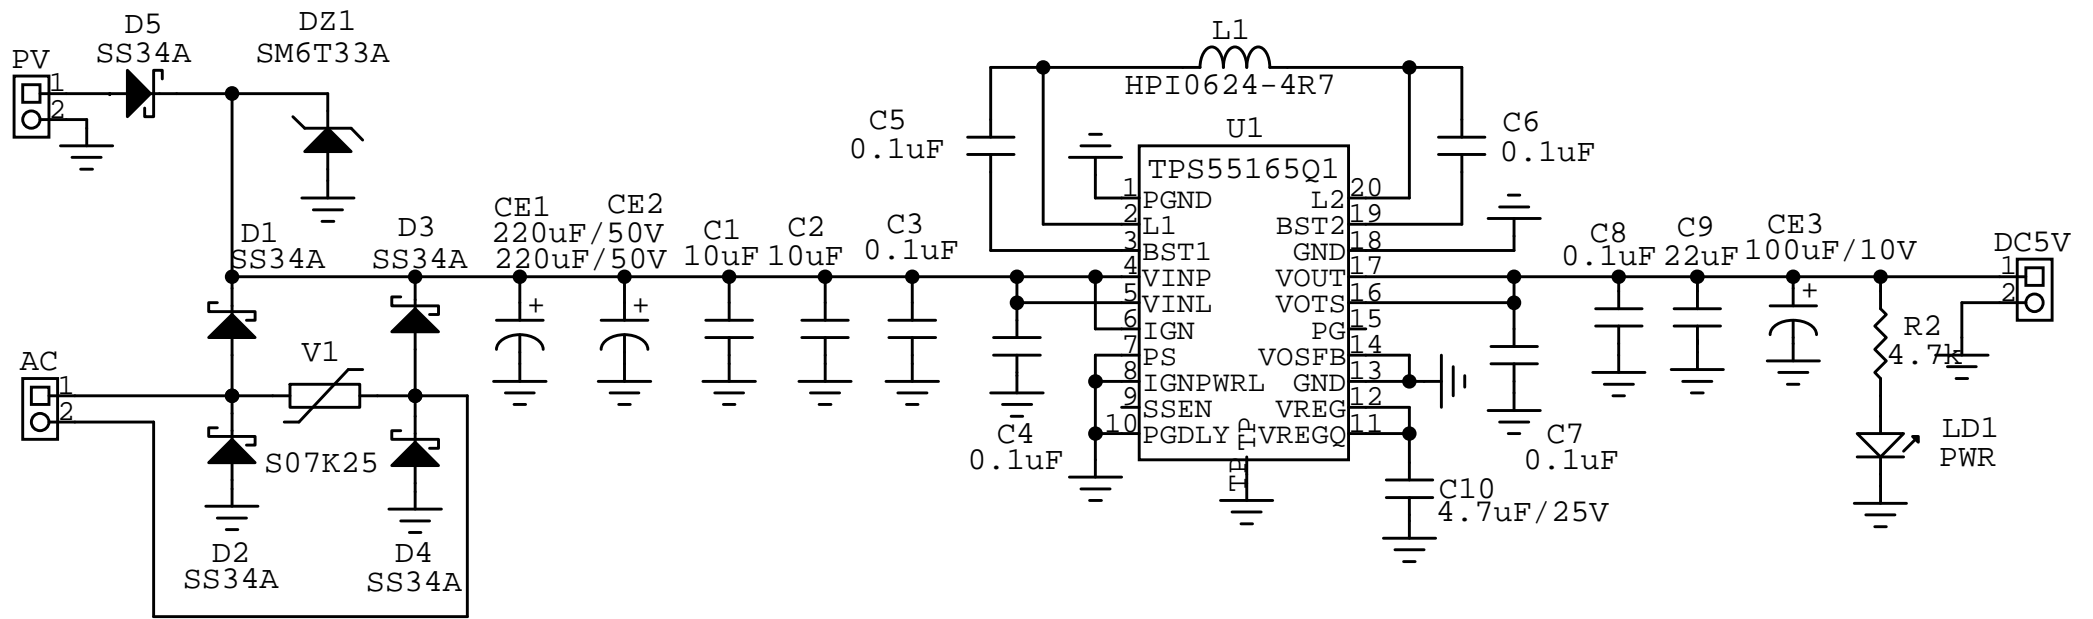 D5
SS34A
DZ1
SM6T33A
PV
1
2
L1
HPI0624-4R7
C5
0.1uF
U1
C6
0.1uF
TPS55165Q1
1 PGND
2 L1
3 BST1
4 VINP
5 VINL
6 IGN
7 PS
8 IGNPWRL
9 SSEN
10 PGDLY
L2 20
BST2 19
GND 18
VOUT 17
VOTS 16
PG 15
VOSFB 14
GND 13
VREG 12
VREGQ 11
TP
TP
D1
SS34A
D3
SS34A
CE1
220uF/50V
CE2
220uF/50V
C1
10uF
C2
10uF
C3
0.1uF
C8
0.1uF
C9
22uF
CE3
100uF/10V
DC5V
1
2
+
+
+
R2
4.7k
AC
1
2
V1
S07K25
C4
0.1uF
C7
0.1uF
C10
4.7uF/25V
LD1
PWR
D2
SS34A
D4
SS34A